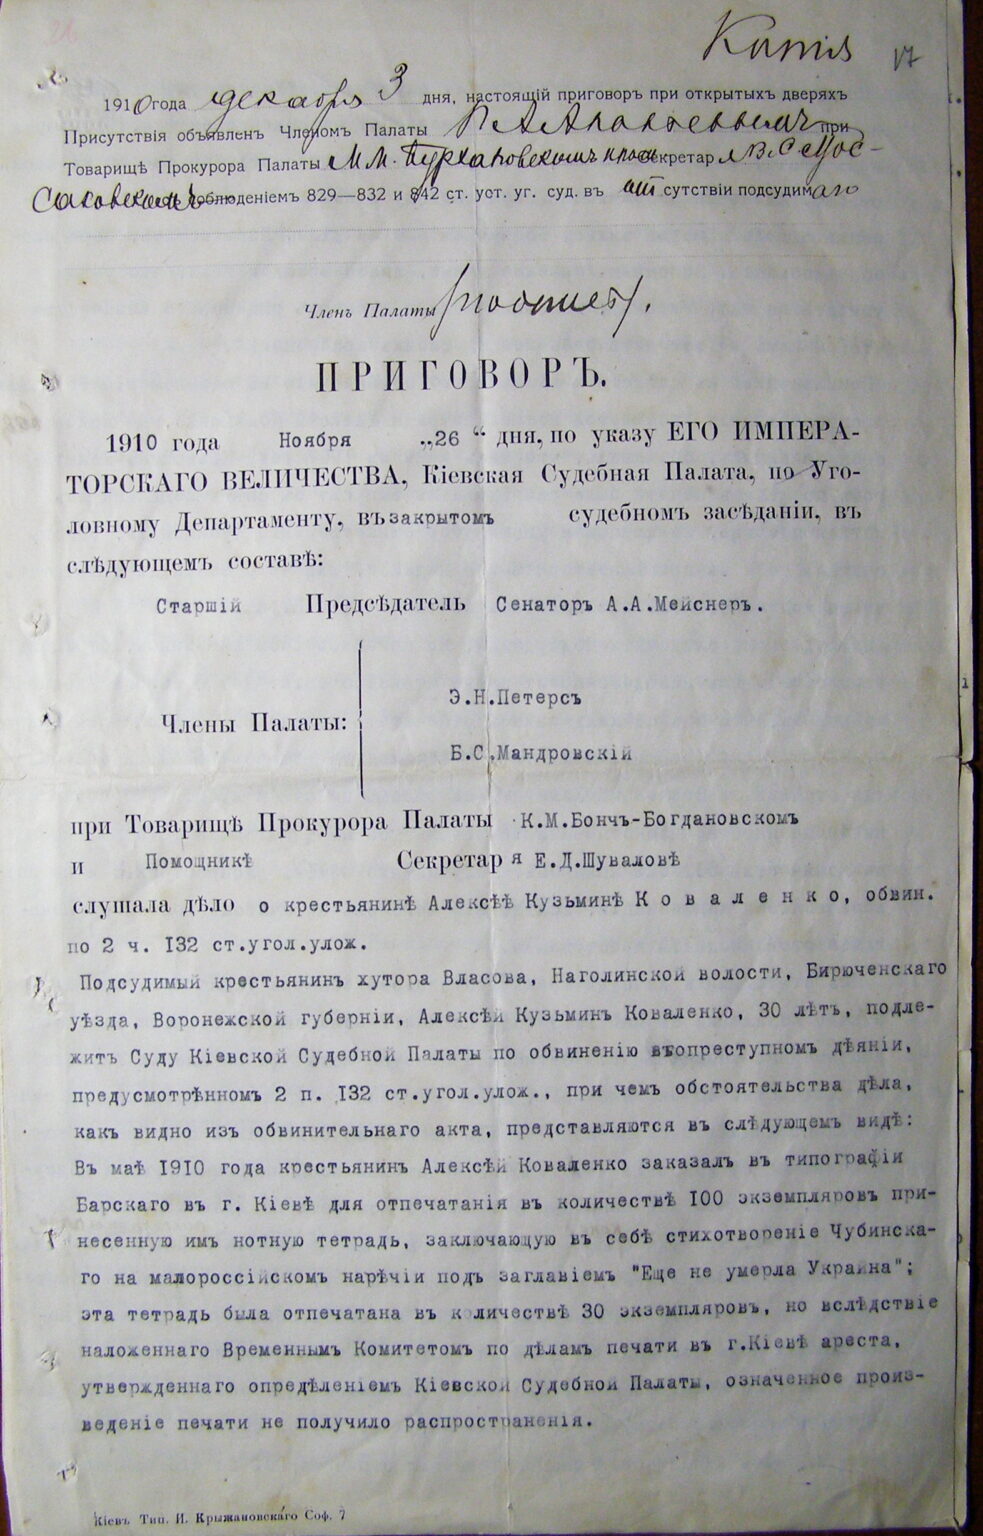 Копія 17
1910 года декабря 3 дня, настоящій приговоръ при открытыхъ дверяхъ
Присутствія объявленъ Членомъ Палаты при
Товарищѣ Прокурора Палаты М.М. секретар
соблюденіемъ 829—832 и 842 ст. уст. уг. суд. въ отсутствіи подсудимаго
Членъ Палаты
ПРИГОВОРЪ.
1910 года Ноября „26“ дня, по указу ЕГО ИМПЕРА-
ТОРСКАГО ВЕЛИЧЕСТВА, Кіевская Судебная Палата, по Уго-
ловному Департаменту, въ закрытомъ судебномъ засѣданіи, въ
слѣдующемъ составѣ:
Старшій Предсѣдатель Сенаторъ А.А.Мейснеръ.
Э.Н.Петерсъ
Члены Палаты:
Б.С.Мандровскій
при Товарищѣ Прокурора Палаты К.М.Бончъ-Богдановскомъ
и Помощникѣ Секретаря Е.Д.Шуваловѣ
слушала дѣло о крестьянинѣ Алексѣѣ Кузьминѣ К о в а л е н к о, обвин.
по 2 ч. 132 ст.угол.улож.
Подсудимый крестьянинъ хутора Власова, Наголинской волости, Бирюченскаго
уѣзда, Воронежской губерніи, Алексѣй Кузьминъ Коваленко, 30 лѣтъ, подле-
житъ Суду Кіевской Судебной Палаты по обвиненію въ преступномъ дѣяніи,
предусмотрѣнномъ 2 п. 132 ст.угол.улож., при чемъ обстоятельства дѣла,
какъ видно изъ обвинительнаго акта, представляются въ слѣдующемъ видѣ:
Въ маѣ 1910 года крестьянинъ Алексѣй Коваленко заказалъ въ типографіи
Барскаго въ г. Кіевѣ для отпечатанія въ количествѣ 100 экземпляровъ при-
несенную имъ нотную тетрадь, заключающую въ себѣ стихотвореніе Чубинска-
го на малороссійскомъ нарѣчіи подъ заглавіемъ "Еще не умерла Украина";
эта тетрадь была отпечатана въ к личествѣ 30 экземпляровъ, но вслѣдствіе
наложеннаго Временнымъ Комитетомъ по дѣламъ печати въ г.Кіевѣ ареста,
утвержденнаго опредѣленіемъ Кіевской Судебной Палаты, означенное произ-
веденіе печати не получило распространенія.
Кіевъ Тип. И. Крыжановскаго Соф. 7